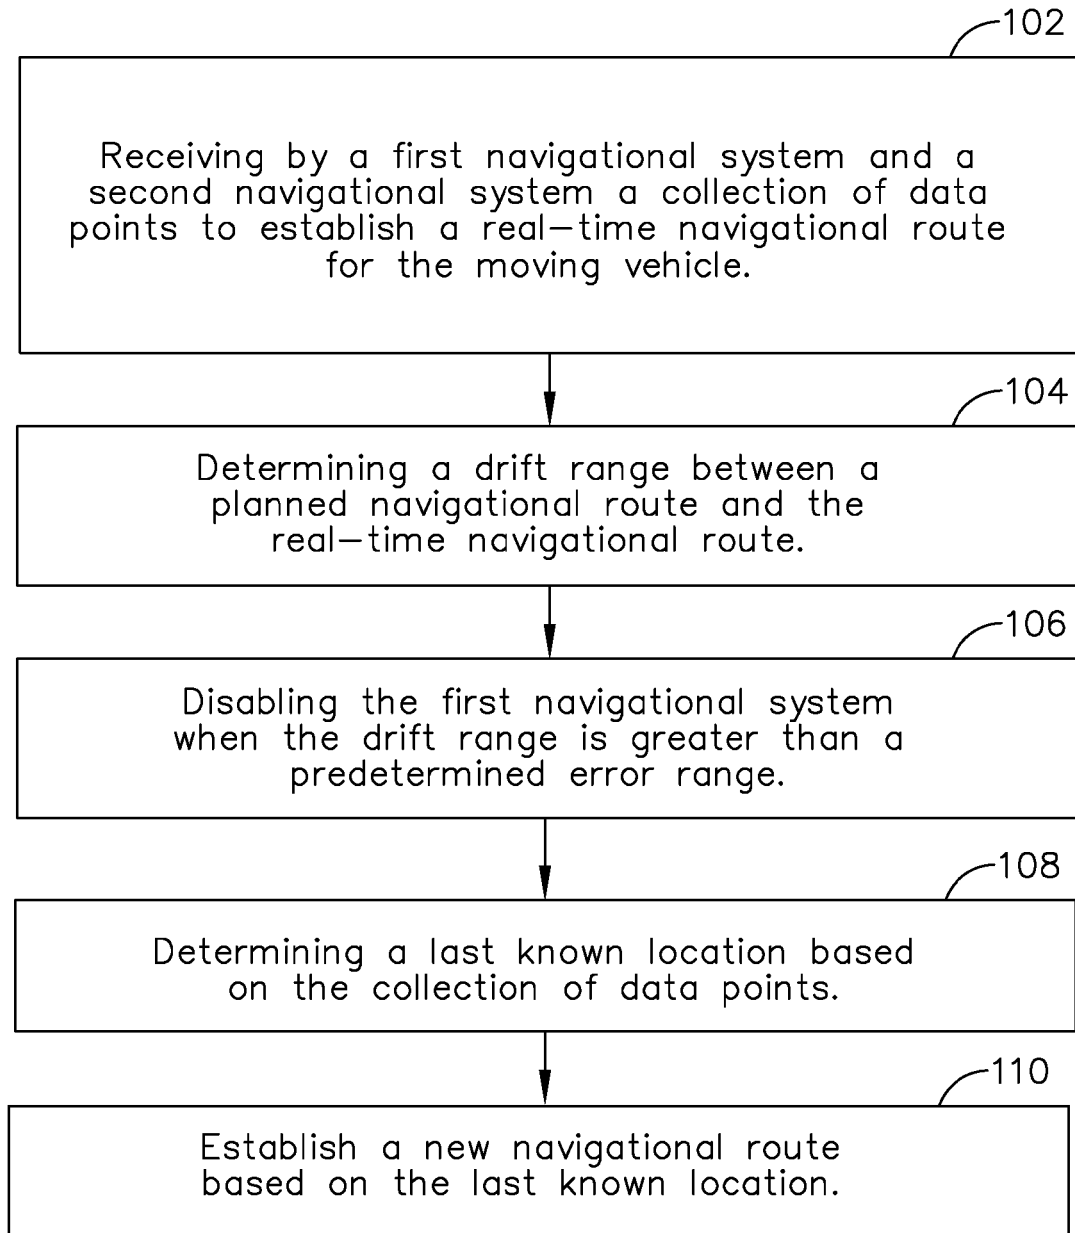 102
Receiving by a first navigational system and a
second navigational system a collection of data
points to establish a real-time navigational route
for the moving vehicle.
104
Determining a drift range between a
planned navigational route and the
real-time navigational route.
106
Disabling the first navigational system
when the drift range is greater than a
predetermined error range.
108
Determining a last known location based
on the collection of data points.
110
Establish a new navigational route
based on the last known location.